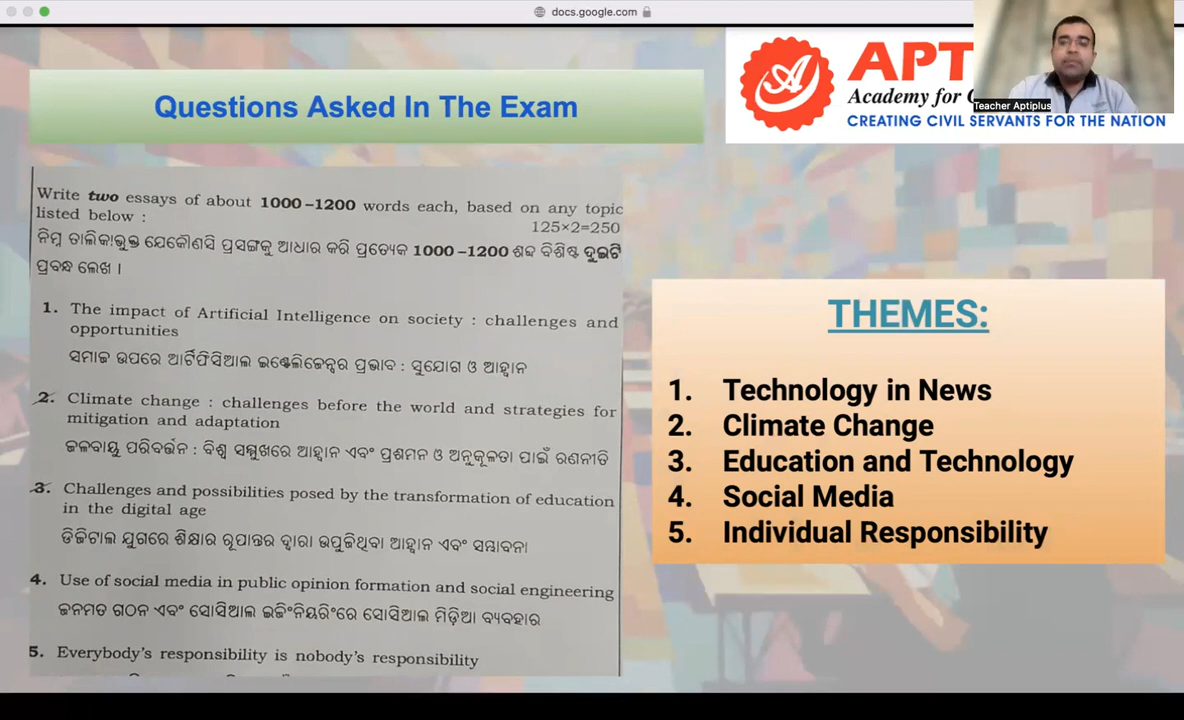 docs.google.com
Questions Asked In The Exam
APT
Academy for C
CREATING CIVIL SERVANTS FOR THE NATION
Teacher Aptiplus
Write two essays of about 1000–1200 words each, based on any topic
listed below :
125×2=250
ନିମ୍ନ ତାଲିକାଭୁକ୍ତ ଯେକୌଣସି ପ୍ରସଙ୍ଗକୁ ଆଧାର କରି ପ୍ରତ୍ୟେକ 1000–1200 ଶବ୍ଦ ବିଶିଷ୍ଟ ଦୁଇଟି
ପ୍ରବନ୍ଧ ଲେଖ ।
1. The impact of Artificial Intelligence on society : challenges and
opportunities
ସମାଜ ଉପରେ ଆର୍ଟିଫିସିଆଲ ଇଣ୍ଟେଲିଜେନ୍ସର ପ୍ରଭାବ : ସୁଯୋଗ ଓ ଆହ୍ୱାନ
2. Climate change : challenges before the world and strategies for
mitigation and adaptation
ଜଳବାୟୁ ପରିବର୍ତ୍ତନ : ବିଶ୍ୱ ସମ୍ମୁଖରେ ଆହ୍ୱାନ ଏବଂ ପ୍ରଶମନ ଓ ଅନୁକୂଳତା ପାଇଁ ରଣନୀତି
3. Challenges and possibilities posed by the transformation of education
in the digital age
ଡିଜିଟାଲ ଯୁଗରେ ଶିକ୍ଷାର ରୂପାନ୍ତର ଦ୍ୱାରା ଉପୁଜିଥିବା ଆହ୍ୱାନ ଏବଂ ସମ୍ଭାବନା
4. Use of social media in public opinion formation and social engineering
ଜନମତ ଗଠନ ଏବଂ ସୋସିଆଲ ଇଞ୍ଜିନିୟରିଂରେ ସୋସିଆଲ ମିଡ଼ିଆ ବ୍ୟବହାର
5. Everybody's responsibility is nobody's responsibility
THEMES:
1. Technology in News
2. Climate Change
3. Education and Technology
4. Social Media
5. Individual Responsibility